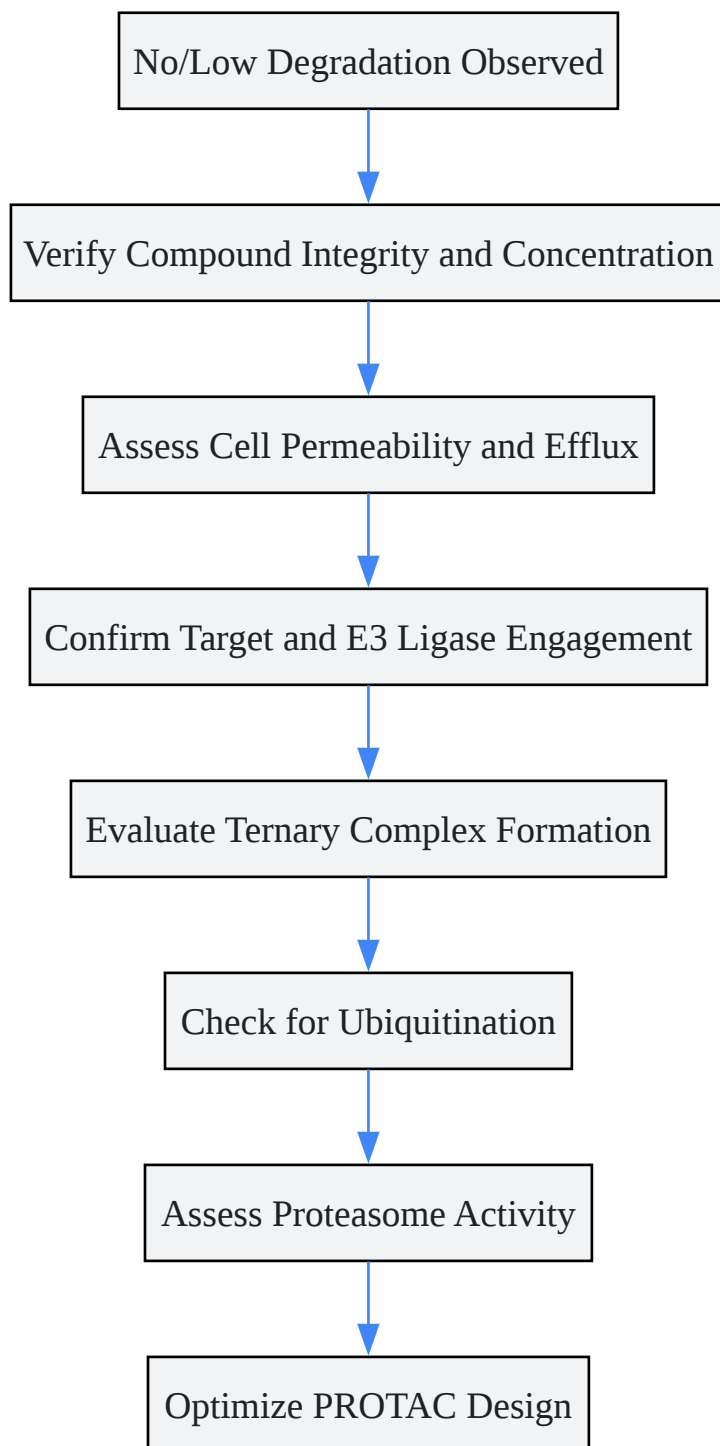 No/Low Degradation Observed
Verify Compound Integrity and Concentration
Assess Cell Permeability and Efflux
Confirm Target and E3 Ligase Engagement
Evaluate Ternary Complex Formation
Check for Ubiquitination
Assess Proteasome Activity
Optimize PROTAC Design